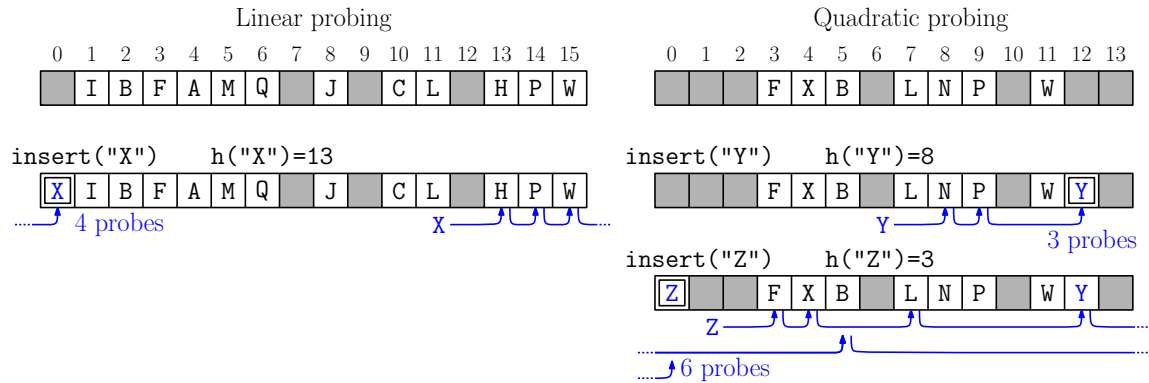 Linear probing
0 1 2 3 4 5 6 7 8 9 10 11 12 13 14 15
I B F A M Q J C L H P W
insert("X") h("X")=13
X I B F A M Q J C L H P W
4 probes
X
Quadratic probing
0 1 2 3 4 5 6 7 8 9 10 11 12 13
F X B L N P W
insert("Y") h("Y")=8
F X B L N P W Y
Y
3 probes
insert("Z") h("Z")=3
Z F X B L N P W Y
Z
6 probes